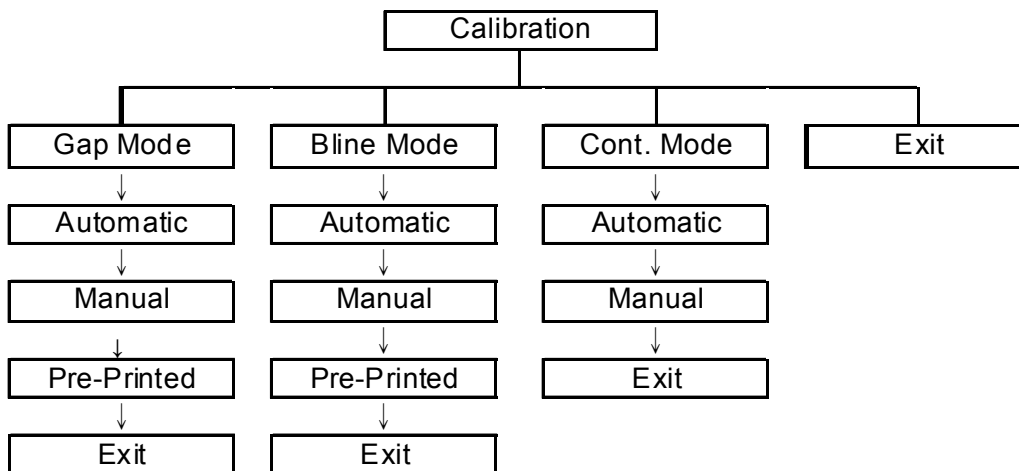 Calibration
Gap Mode
Bline Mode
Cont. Mode
Exit
Automatic
Automatic
Automatic
Manual
Manual
Manual
Pre-Printed
Pre-Printed
Exit
Exit
Exit